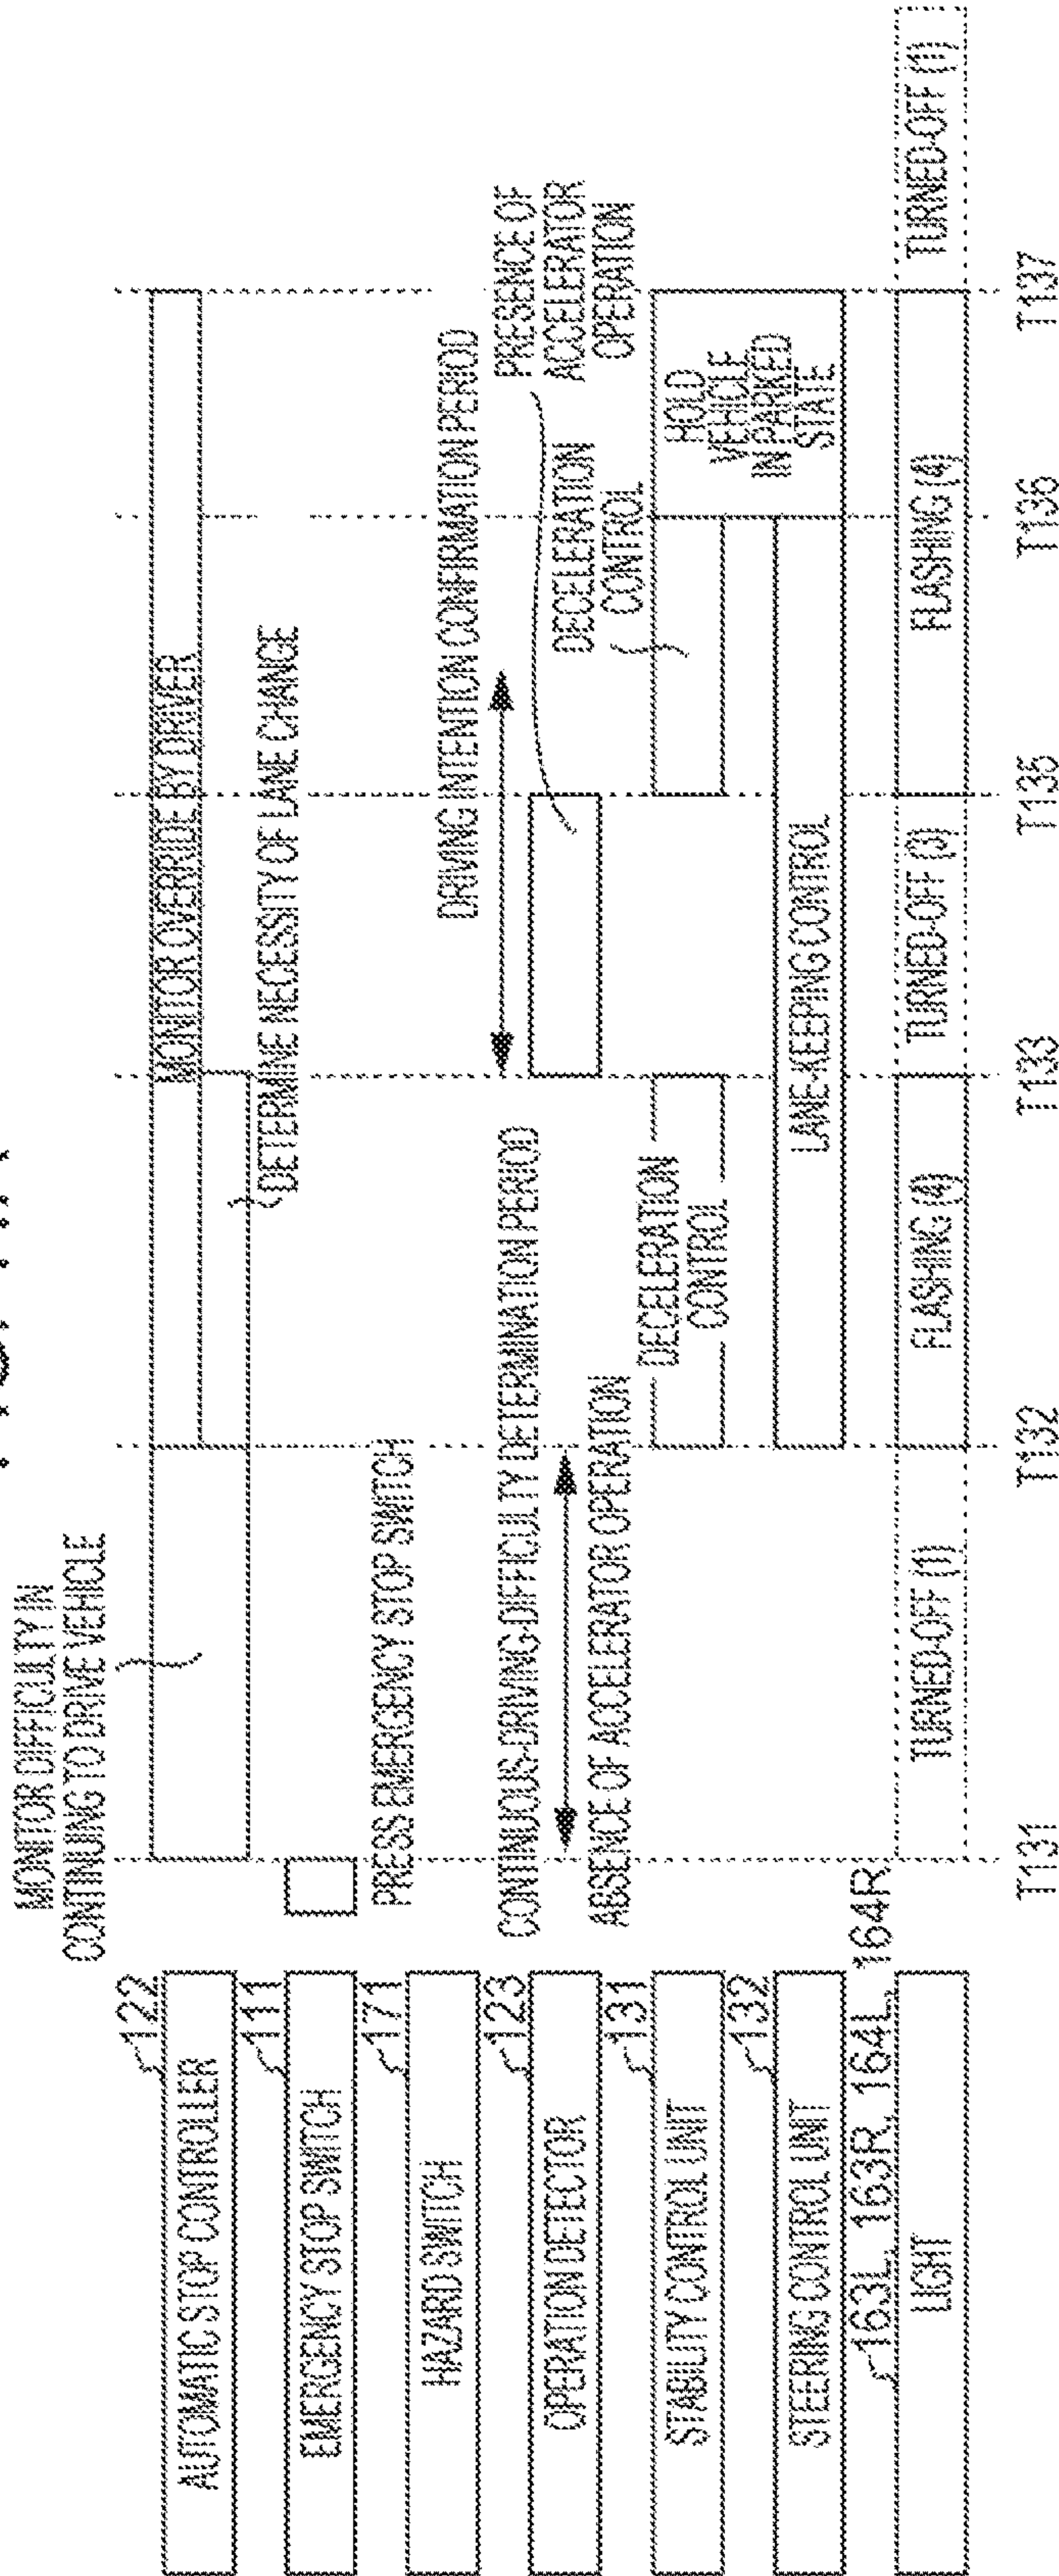 MONITOR DIFFICULTY IN
CONTINUING TO DRIVE VEHICLE
AUTOMATIC STOP CONTROLLER
122
MONITOR OVERRIDE BY DRIVER
DETERMINE NECESSITY OF LANE CHANGE
EMERGENCY STOP SWITCH
111
PRESS EMERGENCY STOP SWITCH
HAZARD SWITCH
171
DRIVING INTENTION CONFIRMATION PERIOD
CONTINUOUS-DRIVING-DIFFICULTY DETERMINATION PERIOD
PRESENCE OF
ACCELERATOR
OPERATION
OPERATION DETECTOR
123
ABSENCE OF ACCELERATOR OPERATION
DECELERATION
CONTROL
STABILITY CONTROL UNIT
131
DECELERATION
CONTROL
HOLD
VEHICLE
IN PARKED
STATE
STEERING CONTROL UNIT
132
LANE-KEEPING CONTROL
163L, 163R, 164L, 164R
LIGHT
TURNED-OFF (1)
FLASHING (4)
TURNED-OFF (3)
FLASHING (4)
TURNED-OFF (1)
T131
T132
T133
T135
T136
T137